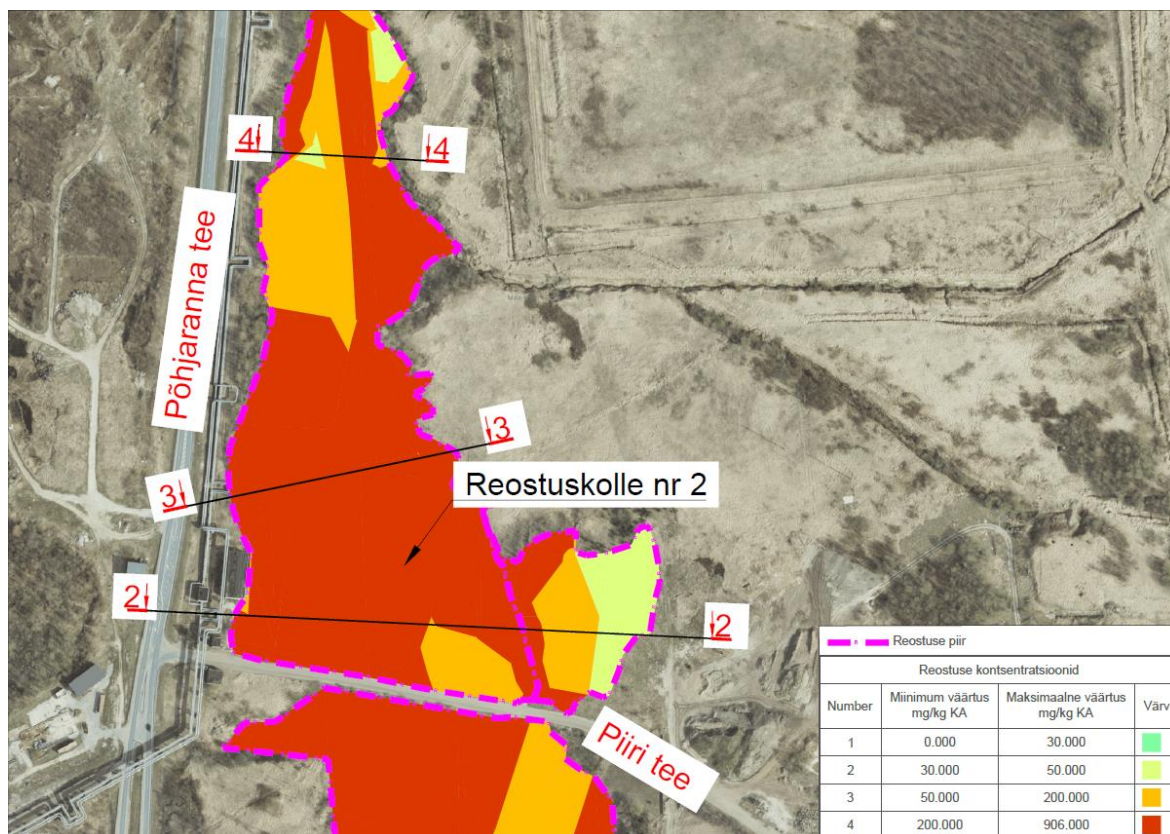 4
4
Põhjaranna tee
3
3
Reostuskolle nr 2
2
2
Piiri tee
Reostuse piir
Reostuse kontsentratsioonid
Number Miinimum väärtus mg/kg KA Maksimaalne väärtus mg/kg KA Värv
1 0.000 30.000
2 30.000 50.000
3 50.000 200.000
4 200.000 906.000